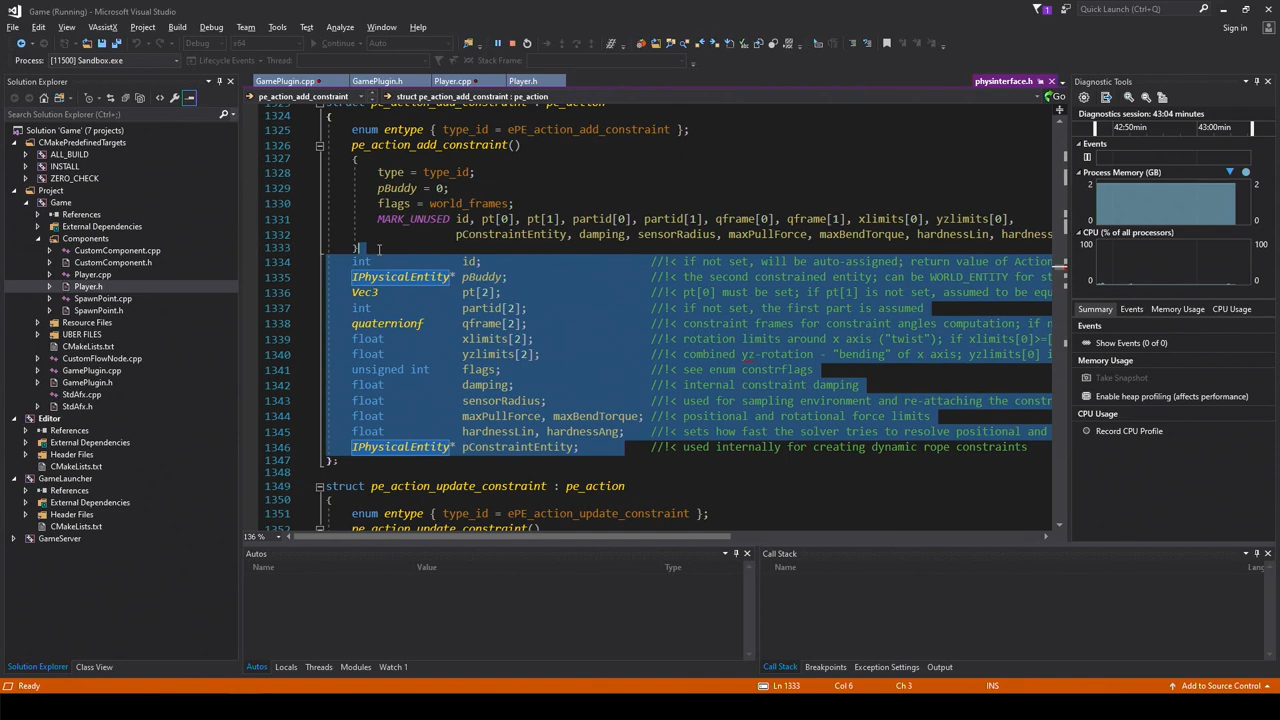 Game (Running) - Microsoft Visual Studio
1
Quick Launch (Ctrl+Q)
File Edit View VAssistX Project Build Debug Team Tools Test Analyze Window Help
Sign in
Debug x64 Continue Auto
Process: [11500] Sandbox.exe Lifecycle Events Thread: Stack Frame:
Solution Explorer
GamePlugin.cpp GamePlugin.h Player.cpp Player.h physinterface.h
Diagnostic Tools
pe_action_add_constraint struct pe_action_add_constraint : pe_action Go
Search Solution Explorer (Ctrl+;)
Solution 'Game' (7 projects)
CMakePredefinedTargets
ALL_BUILD
INSTALL
ZERO_CHECK
Project
Game
References
External Dependencies
Components
CustomComponent.cpp
CustomComponent.h
Player.cpp
Player.h
SpawnPoint.cpp
SpawnPoint.h
Resource Files
UBER FILES
CMakeLists.txt
CustomFlowNode.cpp
GamePlugin.cpp
GamePlugin.h
StdAfx.cpp
StdAfx.h
Editor
References
External Dependencies
Header Files
CMakeLists.txt
GameLauncher
References
External Dependencies
Header Files
CMakeLists.txt
GameServer
Solution Explorer Class View
1323 struct pe_action_add_constraint : pe_action
1324 {
1325 enum entype { type_id = ePE_action_add_constraint };
1326 pe_action_add_constraint()
1327 {
1328 type = type_id;
1329 pBuddy = 0;
1330 flags = world_frames;
1331 MARK_UNUSED id, pt[0], pt[1], partid[0], partid[1], qframe[0], qframe[1], xlimits[0], yzlimits[0],
1332 pConstraintEntity, damping, sensorRadius, maxPullForce, maxBendTorque, hardnessLin, hardness
1333 }
1334 int id; //!< if not set, will be auto-assigned; return value of Action
1335 IPhysicalEntity* pBuddy; //!< the second constrained entity; can be WORLD_ENTITY for st
1336 Vec3 pt[2]; //!< pt[0] must be set; if pt[1] is not set, assumed to be equ
1337 int partid[2]; //!< if not set, the first part is assumed
1338 quaternionf qframe[2]; //!< constraint frames for constraint angles computation; if n
1339 float xlimits[2]; //!< rotation limits around x axis ("twist"); if xlimits[0]>=[
1340 float yzlimits[2]; //!< combined yz-rotation - "bending" of x axis; yzlimits[0] i
1341 unsigned int flags; //!< see enum constrflags
1342 float damping; //!< internal constraint damping
1343 float sensorRadius; //!< used for sampling environment and re-attaching the constr
1344 float maxPullForce, maxBendTorque; //!< positional and rotational force limits
1345 float hardnessLin, hardnessAng; //!< sets how fast the solver tries to resolve positional and
1346 IPhysicalEntity* pConstraintEntity; //!< used internally for creating dynamic rope constraints
1347 };
1348
1349 struct pe_action_update_constraint : pe_action
1350 {
1351 enum entype { type_id = ePE_action_update_constraint };
1352 pe_action_update_constraint()
136 %
Diagnostics session: 43:04 minutes
42:50min 43:00min
Events
Process Memory (GB)
2 2
0 0
CPU (% of all processors)
100 100
0 0
Summary Events Memory Usage CPU Usage
Events
Show Events (0 of 0)
Memory Usage
Take Snapshot
Enable heap profiling (affects performance)
CPU Usage
Record CPU Profile
Autos
Name Value Type
Autos Locals Threads Modules Watch 1
Call Stack
Name Lang
Call Stack Breakpoints Exception Settings Output
Ready Ln 1333 Col 6 Ch 3 INS Add to Source Control